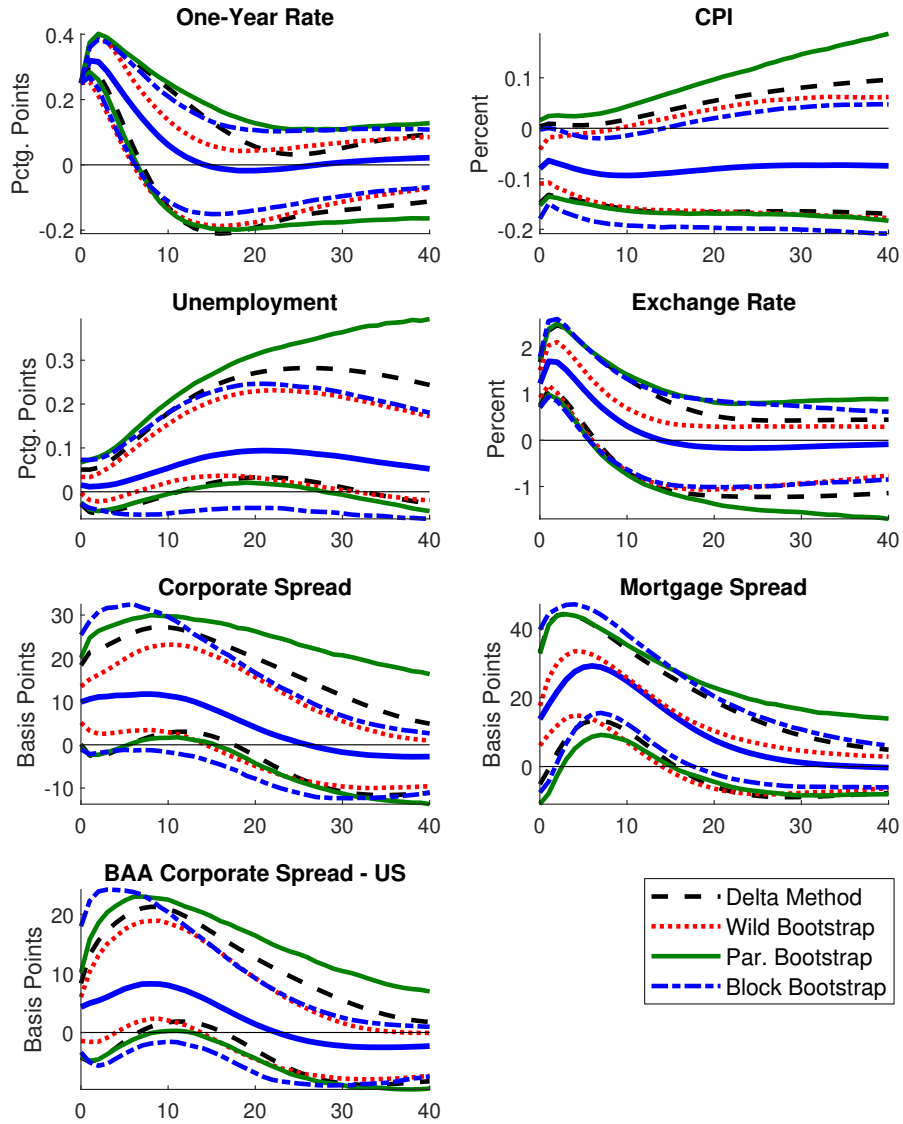 One-Year Rate
Pctg. Points
0.4
0.2
0
-0.2
0 10 20 30 40
CPI
Percent
0.1
0
-0.1
-0.2
0 10 20 30 40
Unemployment
Pctg. Points
0.3
0.2
0.1
0
0 10 20 30 40
Exchange Rate
Percent
2
1
0
-1
0 10 20 30 40
Corporate Spread
Basis Points
30
20
10
0
-10
0 10 20 30 40
Mortgage Spread
Basis Points
40
20
0
0 10 20 30 40
BAA Corporate Spread - US
Basis Points
20
10
0
0 10 20 30 40
Delta Method
Wild Bootstrap
Par. Bootstrap
Block Bootstrap